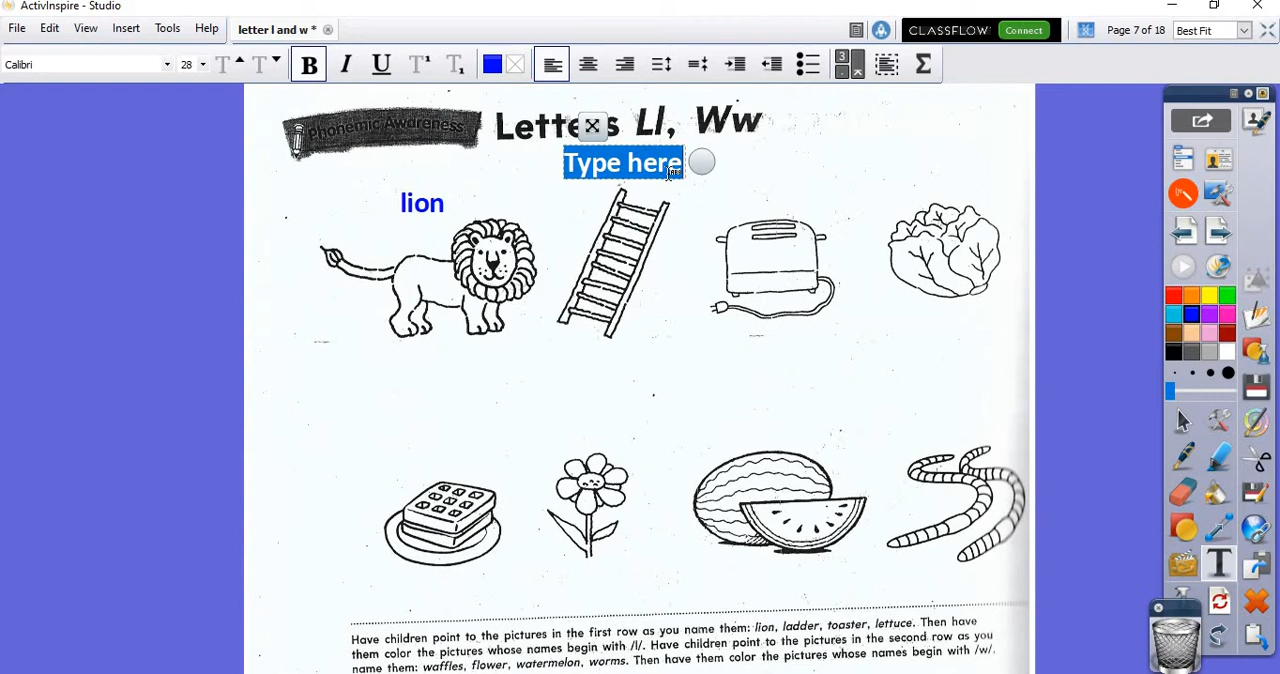 ActivInspire - Studio
File Edit View Insert Tools Help
letter l and w *
CLASSFLOW Connect
Page 7 of 18 Best Fit
Calibri 28 B I U T¹ T₁ Σ
Phonemic Awareness Letters Ll, Ww
Type here
lion
Have children point to the pictures in the first row as you name them: lion, ladder, toaster, lettuce. Then have
them color the pictures whose names begin with /l/. Have children point to the pictures in the second row as you
name them: waffles, flower, watermelon, worms. Then have them color the pictures whose names begin with /w/.